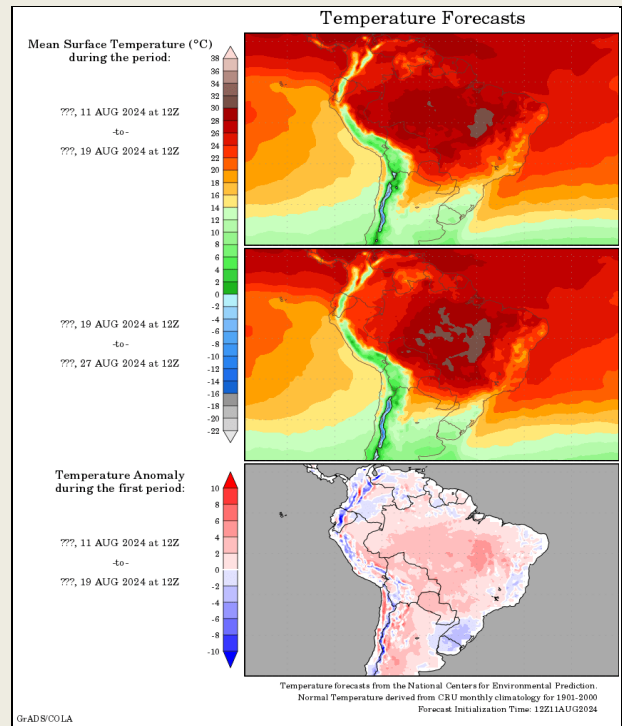 Temperature Forecasts
Mean Surface Temperature (°C)
during the period:
???, 11 AUG 2024 at 12Z
-to-
???, 19 AUG 2024 at 12Z
38
36
34
32
30
28
26
24
22
20
18
16
14
12
10
8
6
4
2
0
-2
-4
-6
-8
-10
-12
-14
-16
-18
-20
-22
???, 19 AUG 2024 at 12Z
-to-
???, 27 AUG 2024 at 12Z
Temperature Anomaly
during the first period:
???, 11 AUG 2024 at 12Z
-to-
???, 19 AUG 2024 at 12Z
10
8
6
4
2
0
-2
-4
-6
-8
-10
Temperature forecasts from the National Centers for Environmental Prediction.
Normal Temperature derived from CRU monthly climatology for 1901-2000
Forecast Initialization Time: 12Z11AUG2024
GrADS/COLA